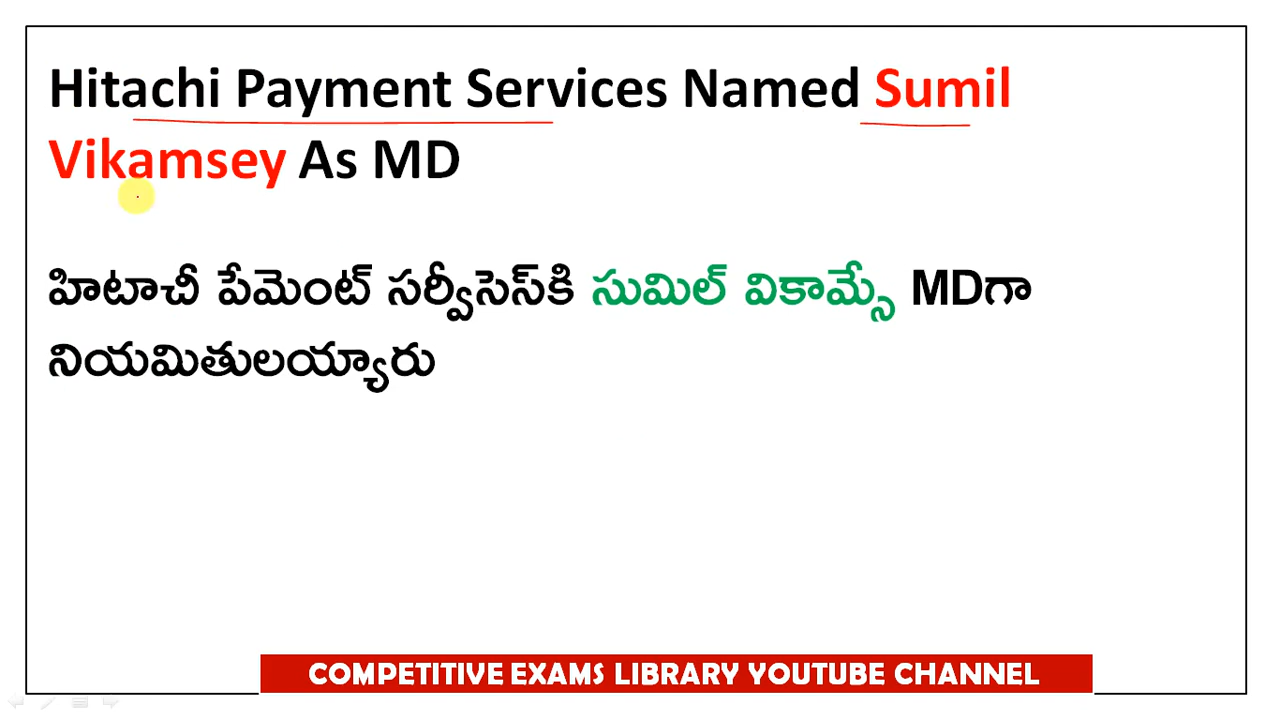 Hitachi Payment Services Named Sumil
Vikamsey As MD
హిటాచీ పేమెంట్ సర్వీసెస్‌కి సుమిల్ వికామ్సే MDగా
నియమితులయ్యారు
COMPETITIVE EXAMS LIBRARY YOUTUBE CHANNEL